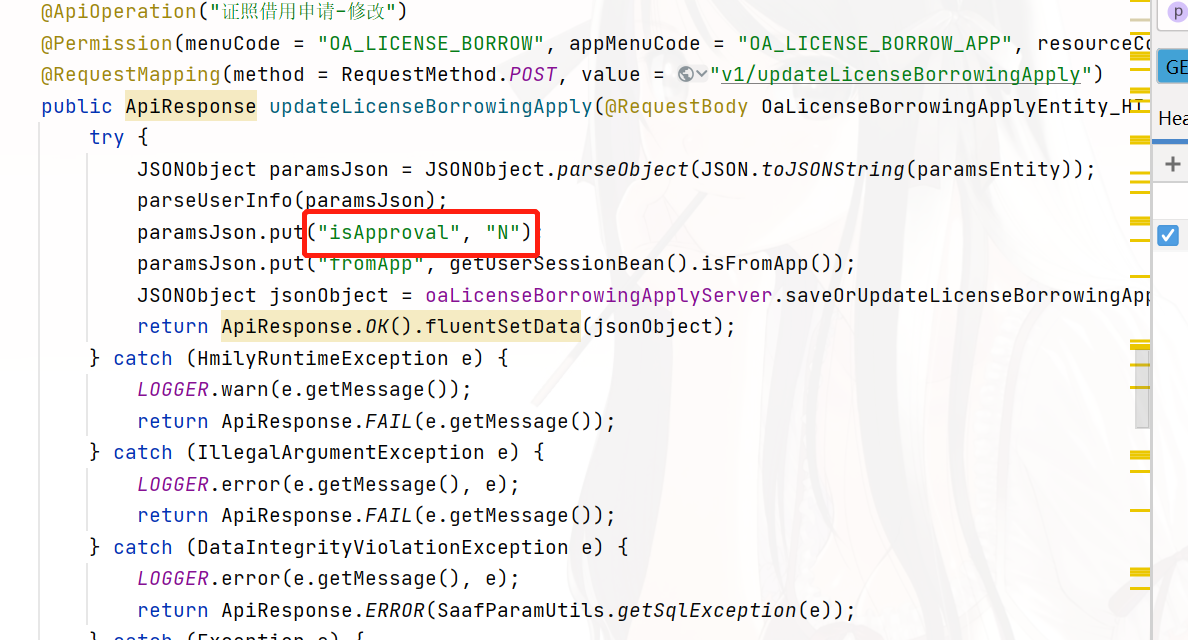 @ApiOperation("证照借用申请-修改")
@Permission(menuCode = "OA_LICENSE_BORROW", appMenuCode = "OA_LICENSE_BORROW_APP", resourceCo
@RequestMapping(method = RequestMethod.POST, value = "v1/updateLicenseBorrowingApply")
public ApiResponse updateLicenseBorrowingApply(@RequestBody OaLicenseBorrowingApplyEntity_HI
try {
JSONObject paramsJson = JSONObject.parseObject(JSON.toJSONString(paramsEntity));
parseUserInfo(paramsJson);
paramsJson.put("isApproval", "N");
paramsJson.put("fromApp", getUserSessionBean().isFromApp());
JSONObject jsonObject = oaLicenseBorrowingApplyServer.saveOrUpdateLicenseBorrowingApp
return ApiResponse.OK().fluentSetData(jsonObject);
} catch (HmilyRuntimeException e) {
LOGGER.warn(e.getMessage());
return ApiResponse.FAIL(e.getMessage());
} catch (IllegalArgumentException e) {
LOGGER.error(e.getMessage(), e);
return ApiResponse.FAIL(e.getMessage());
} catch (DataIntegrityViolationException e) {
LOGGER.error(e.getMessage(), e);
return ApiResponse.ERROR(SaafParamUtils.getSqlException(e));
} catch (Exception e) {
p
GE
Hea